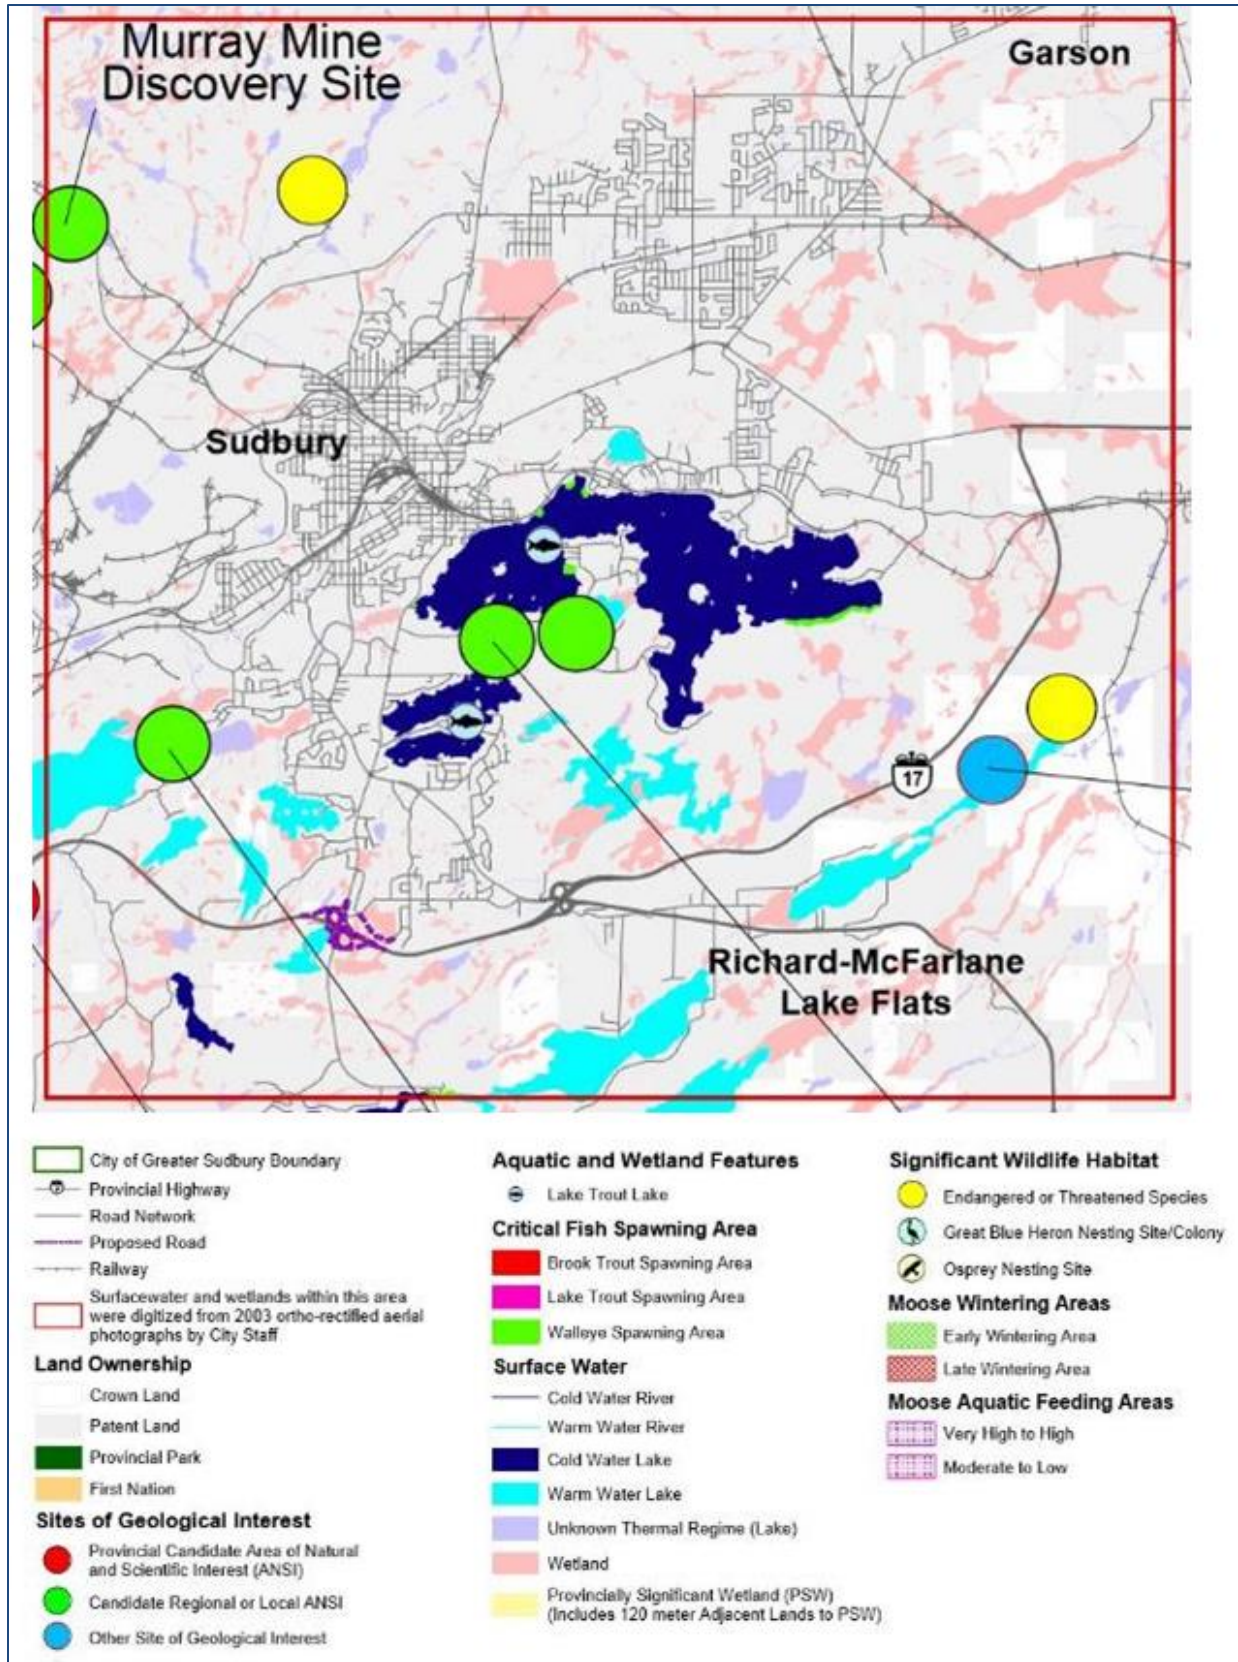 Murray Mine
Discovery Site
Garson
Sudbury
17
Richard-McFarlane
Lake Flats
City of Greater Sudbury Boundary
Provincial Highway
Road Network
Proposed Road
Railway
Surfacewater and wetlands within this area
were digitized from 2003 ortho-rectified aerial
photographs by City Staff
Land Ownership
Crown Land
Patent Land
Provincial Park
First Nation
Sites of Geological Interest
Provincial Candidate Area of Natural
and Scientific Interest (ANSI)
Candidate Regional or Local ANSI
Other Site of Geological Interest
Aquatic and Wetland Features
Lake Trout Lake
Critical Fish Spawning Area
Brook Trout Spawning Area
Lake Trout Spawning Area
Walleye Spawning Area
Surface Water
Cold Water River
Warm Water River
Cold Water Lake
Warm Water Lake
Unknown Thermal Regime (Lake)
Wetland
Provincially Significant Wetland (PSW)
(Includes 120 meter Adjacent Lands to PSW)
Significant Wildlife Habitat
Endangered or Threatened Species
Great Blue Heron Nesting Site/Colony
Osprey Nesting Site
Moose Wintering Areas
Early Wintering Area
Late Wintering Area
Moose Aquatic Feeding Areas
Very High to High
Moderate to Low